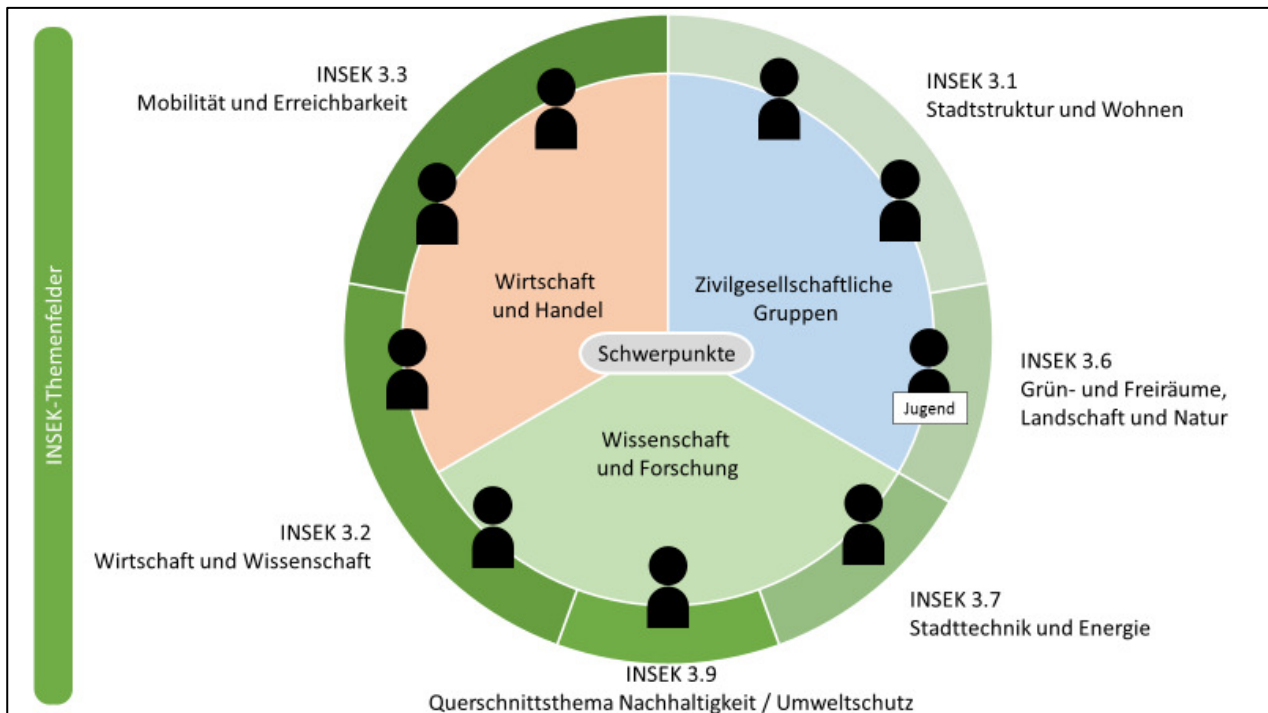 INSEK-Themenfelder
INSEK 3.3
Mobilität und Erreichbarkeit
INSEK 3.1
Stadtstruktur und Wohnen
Wirtschaft
und Handel
Zivilgesellschaftliche
Gruppen
Schwerpunkte
Jugend
INSEK 3.6
Grün- und Freiräume,
Landschaft und Natur
Wissenschaft
und Forschung
INSEK 3.2
Wirtschaft und Wissenschaft
INSEK 3.7
Stadttechnik und Energie
INSEK 3.9
Querschnittsthema Nachhaltigkeit / Umweltschutz